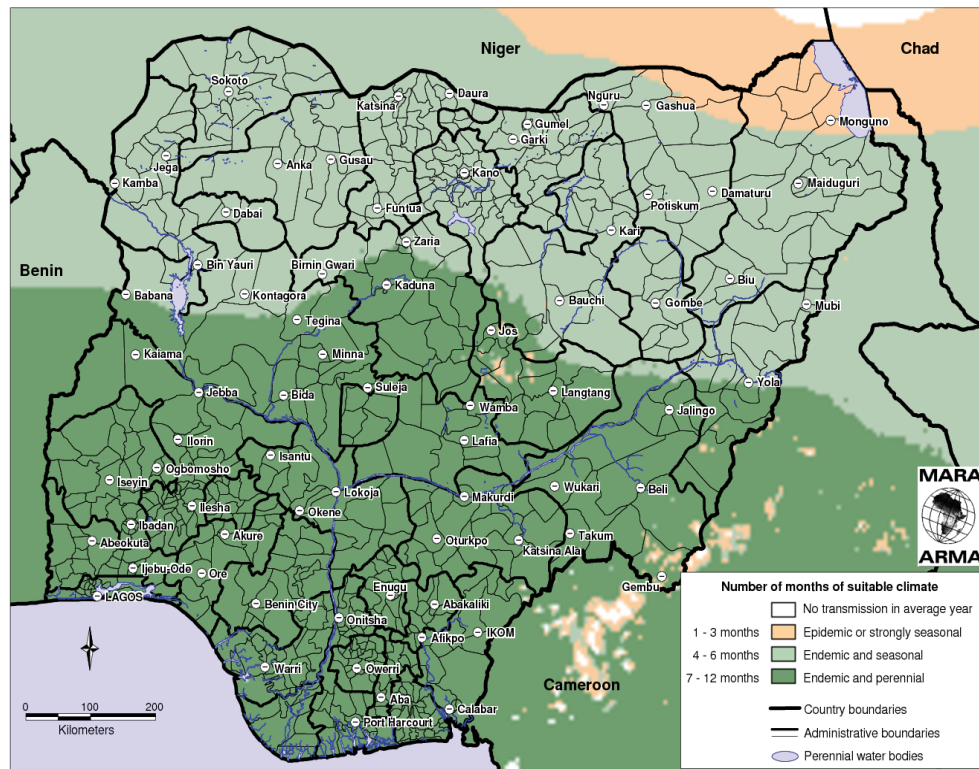 Niger
Chad
Sokoto
Katsina
Daura
Nguru
Gashua
Gumel
Garki
Monguno
Jega
Anka
Gusau
Kano
Kamba
Maiduguri
Damaturu
Potiskum
Dabai
Funtua
Kari
Zaria
Benin
Bin Yauri
Birnin Gwari
Biu
Babana
Kontagora
Kaduna
Bauchi
Gombe
Mubi
Tegina
Jos
Kaiama
Minna
Yola
Jebba
Bida
Suleja
Langtang
Wamba
Jalingo
Ilorin
Lafia
Isantu
Ogbomosho
Iseyin
Lokoja
Makurdi
Wukari
Beli
MARA
Ilesha
Okene
Ibadan
Abeokuta
Akure
Oturkpo
Katsina Ala
Takum
ARMA
Ijebu-Ode
Ore
Gembu
Enugu
LAGOS
Benin City
Abakaliki
Onitsha
Afikpo
IKOM
Warri
Owerri
Cameroon
Aba
Calabar
Port Harcourt
0 100 200
Kilometers
Number of months of suitable climate
No transmission in average year
1 - 3 months Epidemic or strongly seasonal
4 - 6 months Endemic and seasonal
7 - 12 months Endemic and perennial
Country boundaries
Administrative boundaries
Perennial water bodies